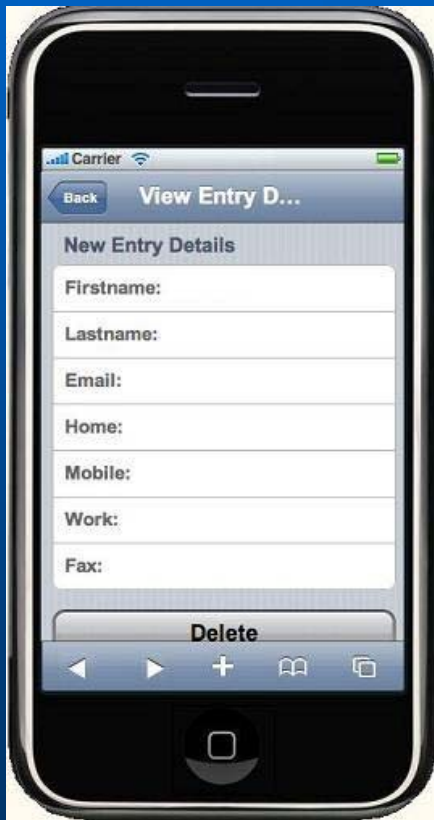 Carrier
Back
View Entry D...
New Entry Details
Firstname:
Lastname:
Email:
Home:
Mobile:
Work:
Fax:
Delete